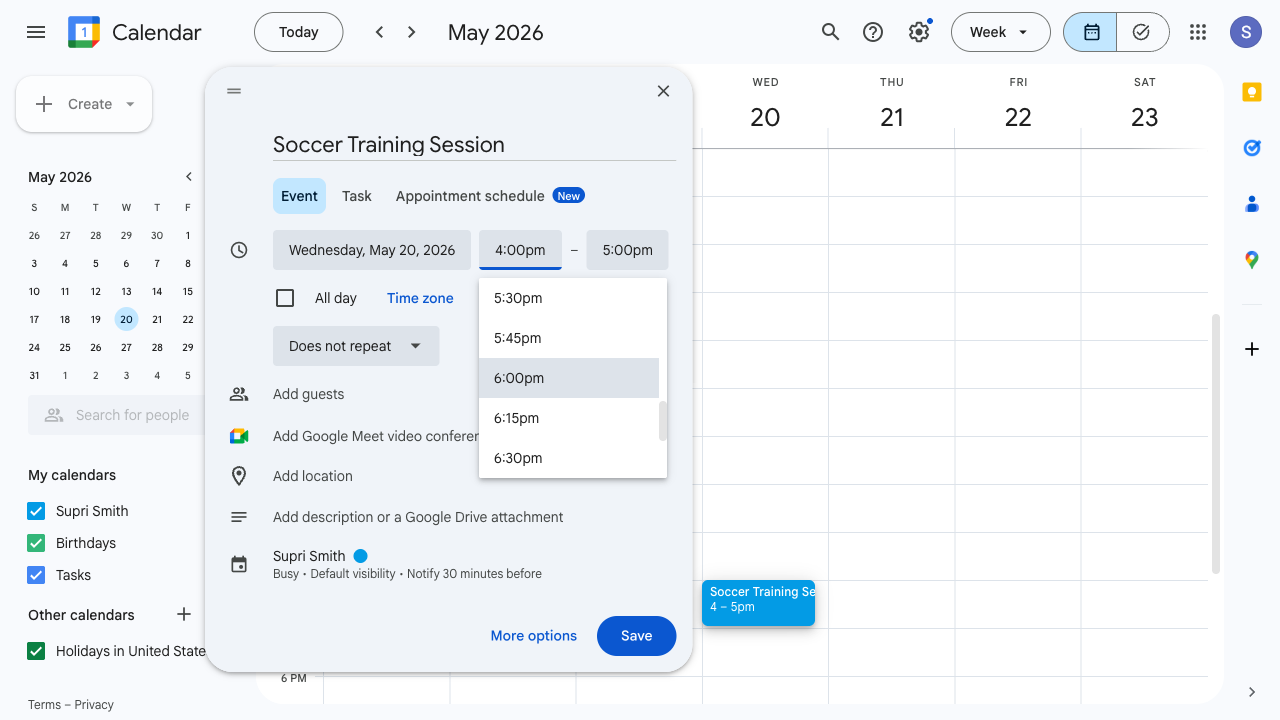 1
Calendar
Today
May 2026
Week
S
Create
May 2026
S M T W T F
26 27 28 29 30 1
3 4 5 6 7 8
10 11 12 13 14 15
17 18 19 20 21 22
24 25 26 27 28 29
31 1 2 3 4 5
Search for people
My calendars
Supri Smith
Birthdays
Tasks
Other calendars
Holidays in United State
Terms – Privacy
Soccer Training Session
Event
Task
Appointment schedule
New
Wednesday, May 20, 2026
4:00pm
–
5:00pm
All day
Time zone
Does not repeat
5:30pm
5:45pm
6:00pm
6:15pm
6:30pm
Add guests
Add Google Meet video conferen
Add location
Add description or a Google Drive attachment
Supri Smith
Busy • Default visibility • Notify 30 minutes before
More options
Save
WED THU FRI SAT
20 21 22 23
Soccer Training Se
4 – 5pm
6 PM